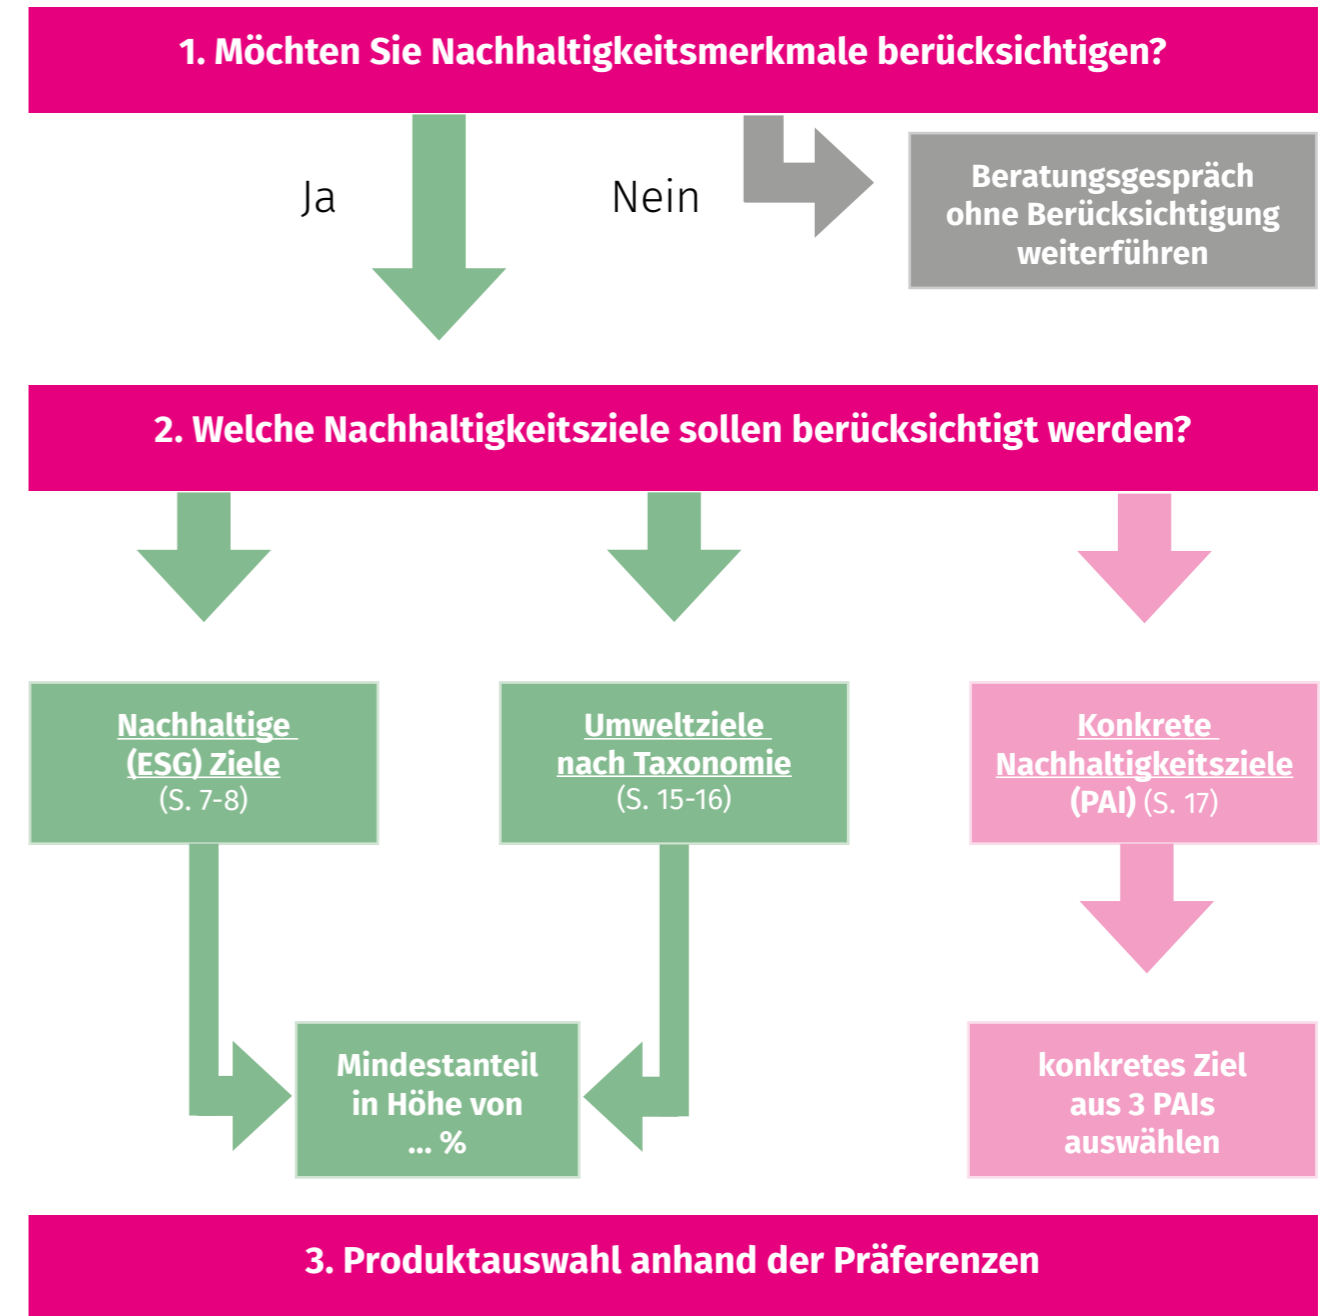 1. Möchten Sie Nachhaltigkeitsmerkmale berücksichtigen?
Ja
Nein
Beratungsgespräch
ohne Berücksichtigung
weiterführen
2. Welche Nachhaltigkeitsziele sollen berücksichtigt werden?
Nachhaltige
(ESG) Ziele
(S. 7-8)
Umweltziele
nach Taxonomie
(S. 15-16)
Konkrete
Nachhaltigkeitsziele
(PAI) (S. 17)
Mindestanteil
in Höhe von
... %
konkretes Ziel
aus 3 PAIs
auswählen
3. Produktauswahl anhand der Präferenzen